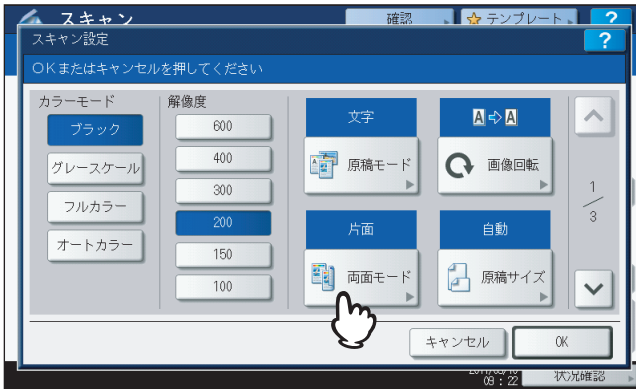 スキャン
確認
テンプレート
?
スキャン設定
?
OKまたはキャンセルを押してください
カラーモード
ブラック
グレースケール
フルカラー
オートカラー
解像度
600
400
300
200
150
100
文字
原稿モード
A⇨A
画像回転
片面
両面モード
自動
原稿サイズ
1/3
キャンセル
OK
09:22
状況確認